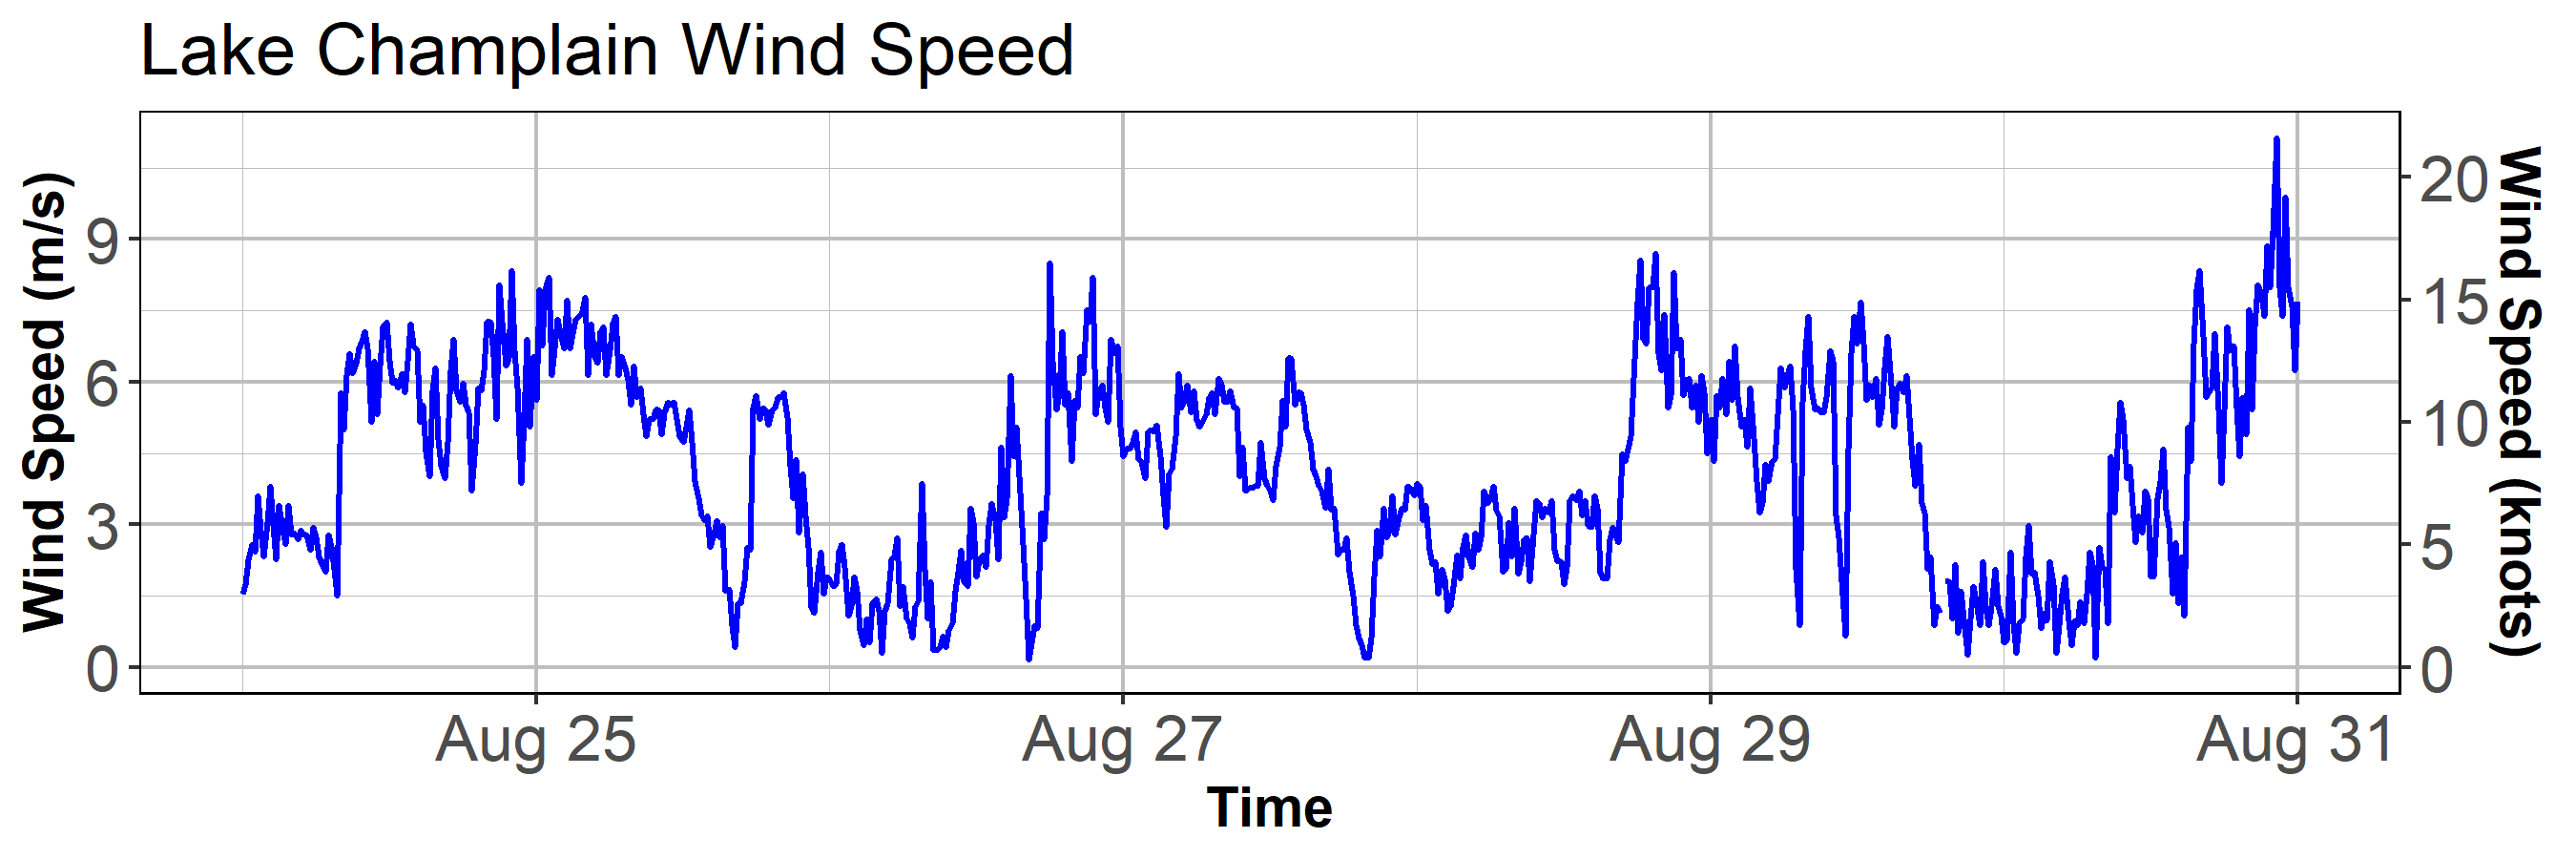 Lake Champlain Wind Speed
Wind Speed (m/s)
9
6
3
0
20
15
10
5
0
Wind Speed (knots)
Aug 25
Aug 27
Aug 29
Aug 31
Time